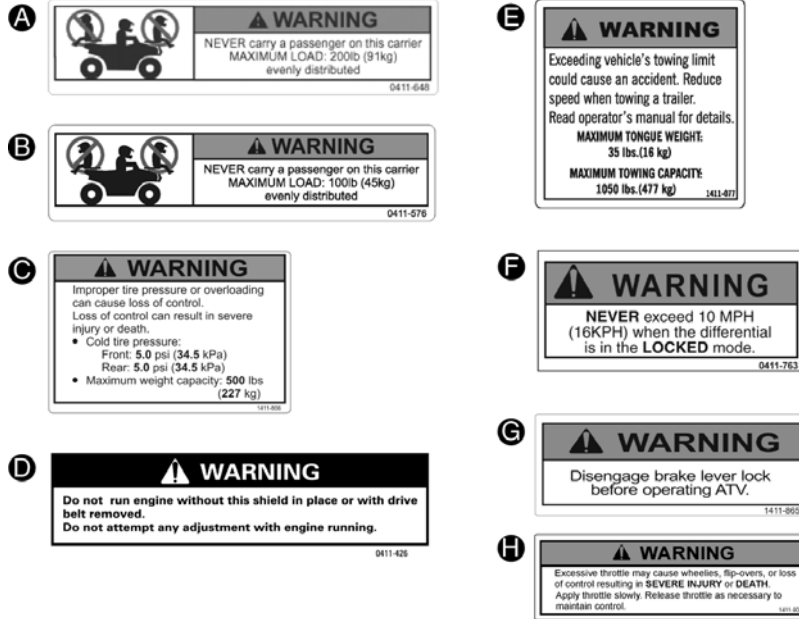 A
WARNING
NEVER carry a passenger on this carrier
MAXIMUM LOAD: 200lb (91kg)
evenly distributed
0411-648
B
WARNING
NEVER carry a passenger on this carrier
MAXIMUM LOAD: 100lb (45kg)
evenly distributed
0411-576
C
WARNING
Improper tire pressure or overloading
can cause loss of control.
Loss of control can result in severe
injury or death.
• Cold tire pressure:
Front: 5.0 psi (34.5 kPa)
Rear: 5.0 psi (34.5 kPa)
• Maximum weight capacity: 500 lbs
(227 kg)
D
WARNING
Do not run engine without this shield in place or with drive
belt removed.
Do not attempt any adjustment with engine running.
0411-426
E
WARNING
Exceeding vehicle's towing limit
could cause an accident. Reduce
speed when towing a trailer.
Read operator's manual for details.
MAXIMUM TONGUE WEIGHT:
35 lbs.(16 kg)
MAXIMUM TOWING CAPACITY:
1050 lbs.(477 kg)
1411-077
F
WARNING
NEVER exceed 10 MPH
(16KPH) when the differential
is in the LOCKED mode.
0411-763
G
WARNING
Disengage brake lever lock
before operating ATV.
1411-865
H
WARNING
Excessive throttle may cause wheelies, flip-overs, or loss
of control resulting in SEVERE INJURY or DEATH.
Apply throttle slowly. Release throttle as necessary to
maintain control.